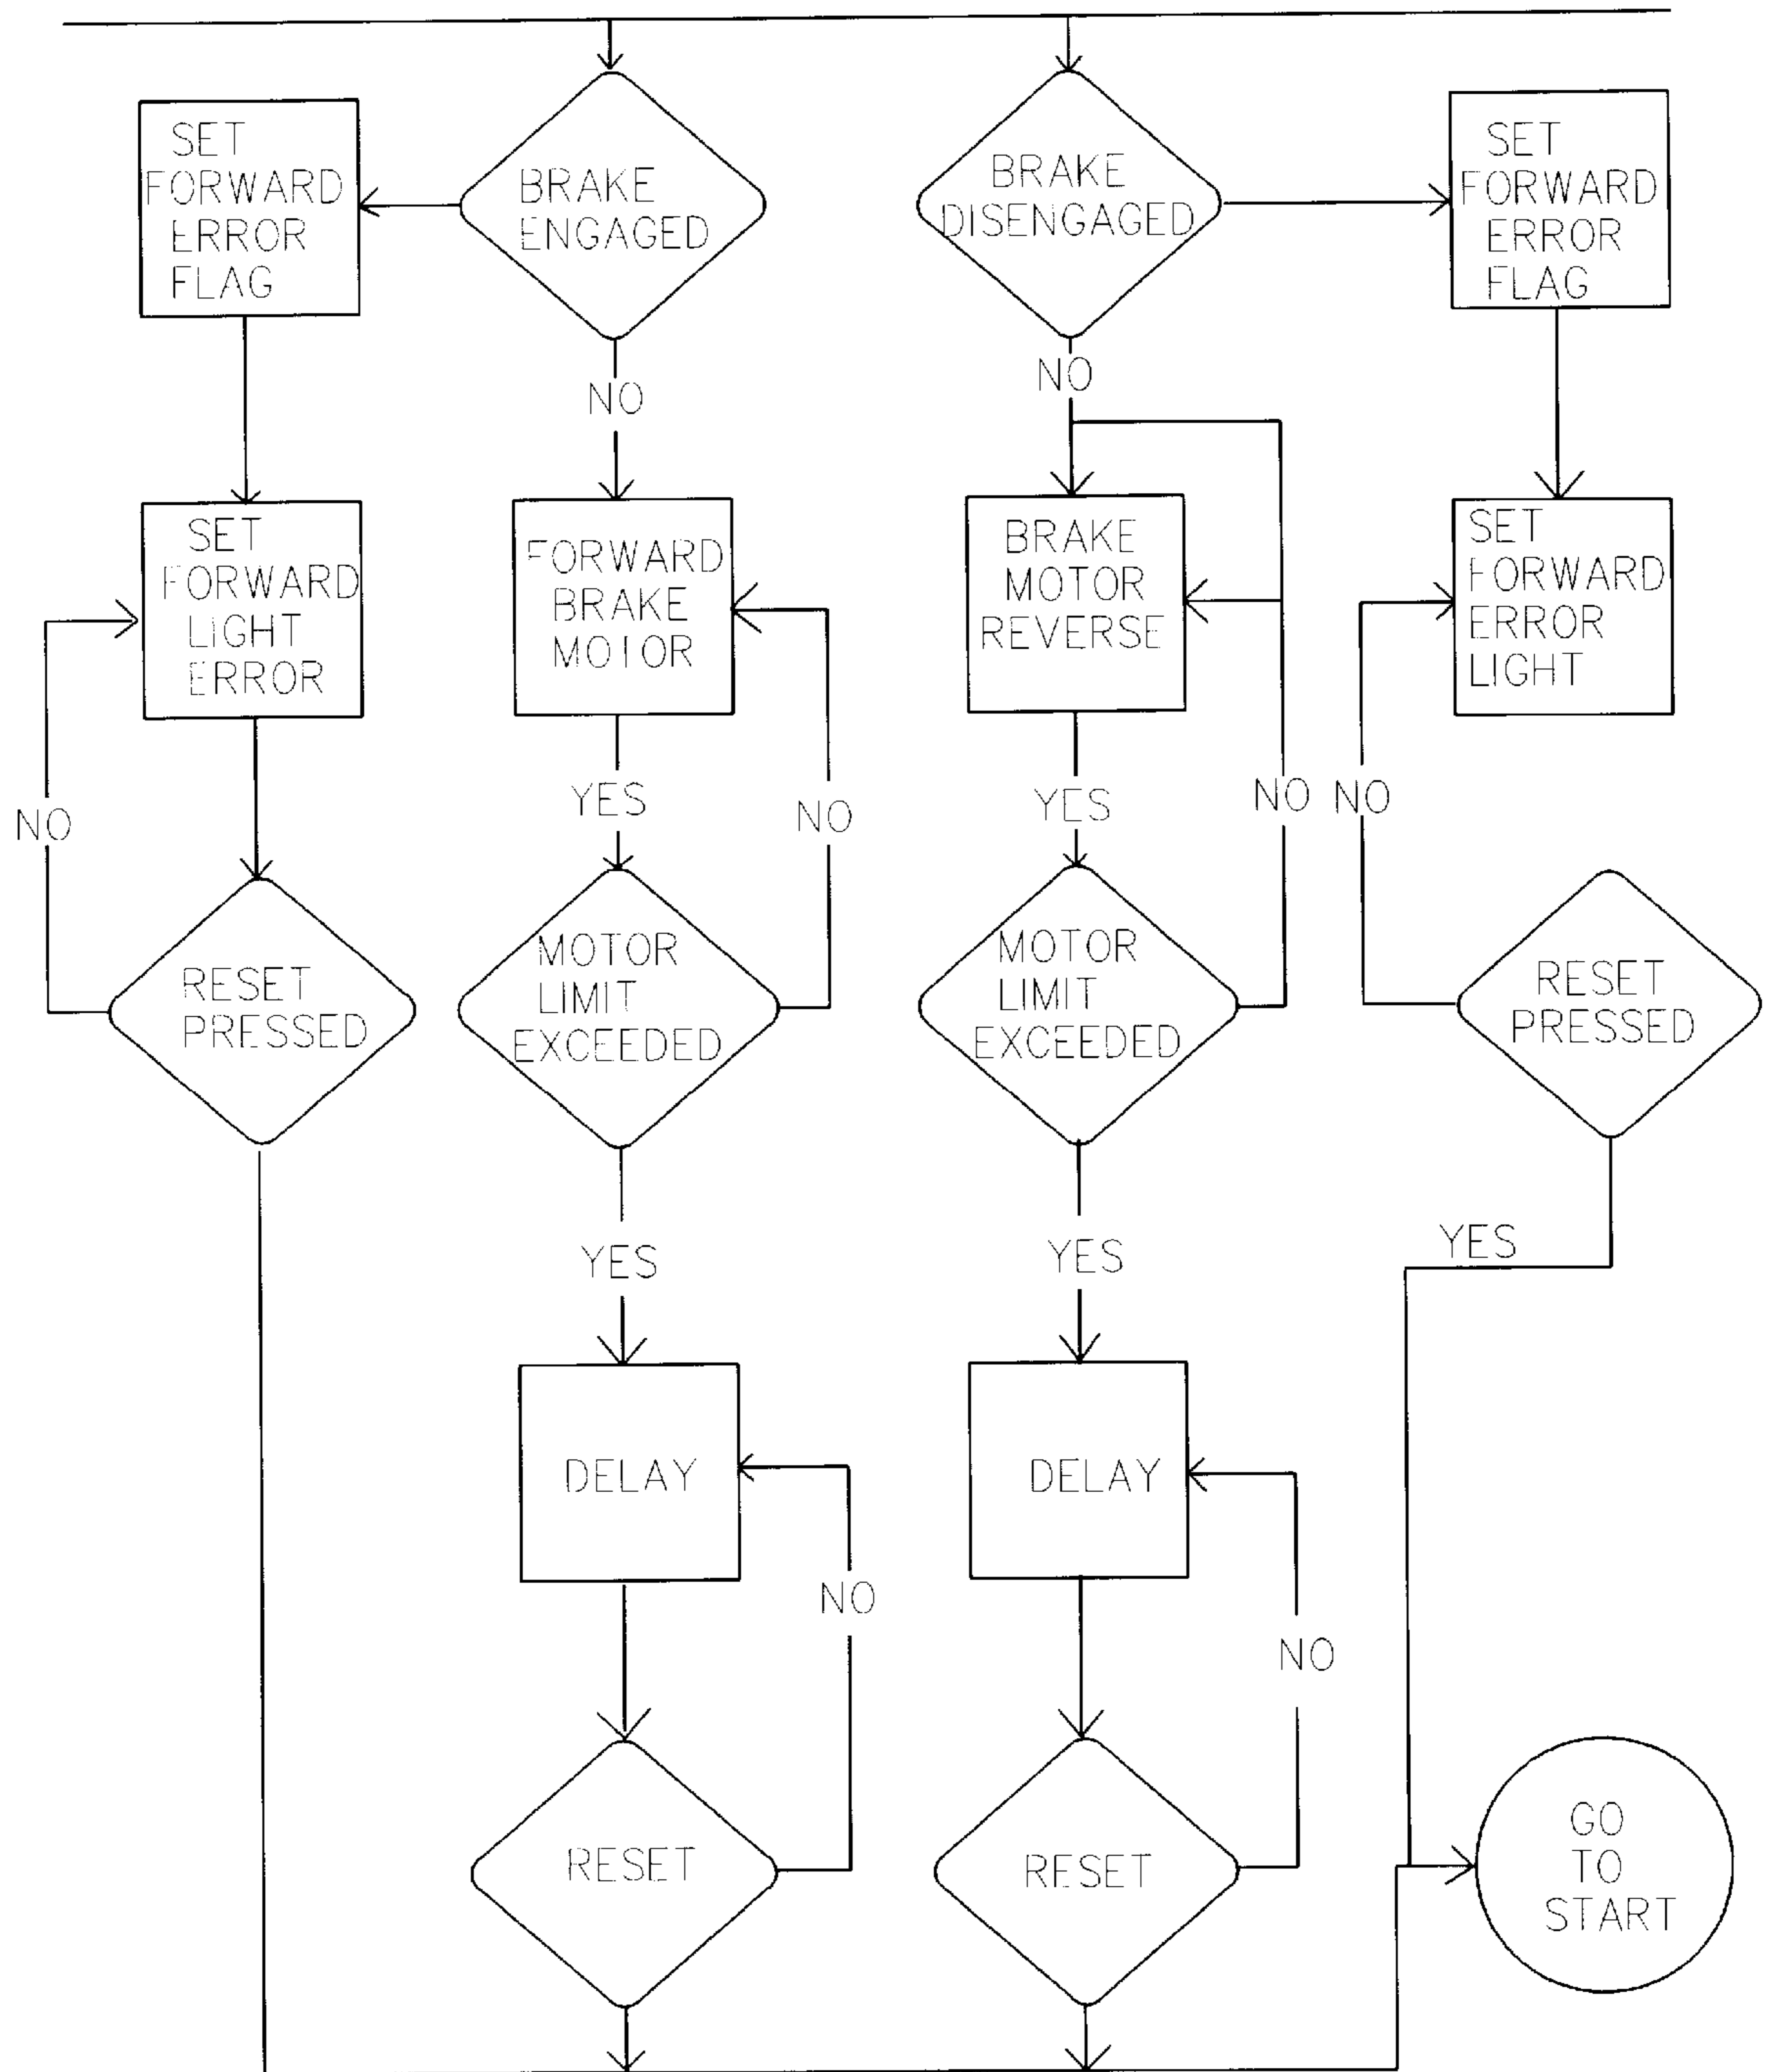 SET
FORWARD
ERROR
FLAG
BRAKE
ENGAGED
BRAKE
DISENGAGED
SET
FORWARD
ERROR
FLAG
NO
NO
SET
FORWARD
LIGHT
ERROR
FORWARD
BRAKE
MOTOR
BRAKE
MOTOR
REVERSE
SET
FORWARD
ERROR
LIGHT
NO
YES
NO
YES
NO
NO
RESET
PRESSED
MOTOR
LIMIT
EXCEEDED
MOTOR
LIMIT
EXCEEDED
RESET
PRESSED
YES
YES
YES
DELAY
DELAY
NO
NO
RESET
RESET
GO
TO
START